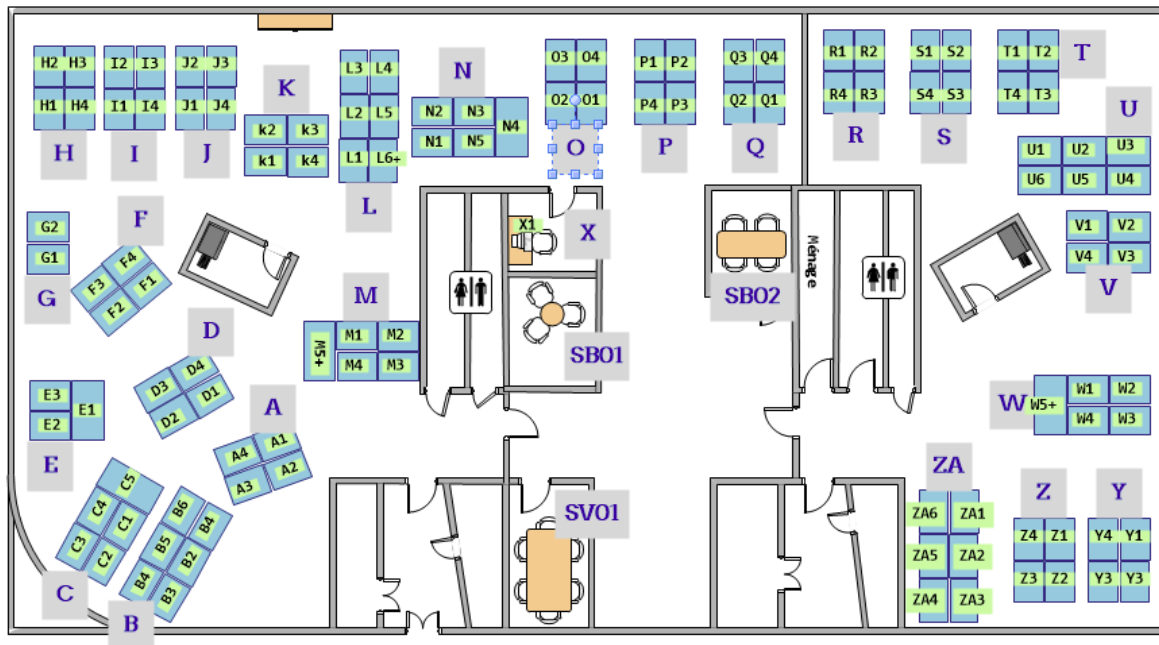 H2 H3
H1 H4
H
I2 I3
I1 I4
I
J2 J3
J1 J4
J
K
k2 k3
k1 k4
L3 L4
L2 L5
L1 L6+
L
N
N2 N3
N4
N1 N5
O3 O4
O2 O1
O
P1 P2
P4 P3
P
Q3 Q4
Q2 Q1
Q
R1 R2
R4 R3
R
S1 S2
S4 S3
S
T1 T2
T4 T3
T
U
U1 U2 U3
U6 U5 U4
V1 V2
V4 V3
V
G2
G1
G
F
F4
F3 F1
F2
X1
X
SB01
SB02
Ménage
M
M5+
M1 M2
M4 M3
D
D4
D3 D1
D2
E3
E1
E2
E
A
A4 A1
A3 A2
C5
C4 C1
C3 C2
C
B6 B4
B5 B2
B4 B3
B
SV01
W
W5+
W1 W2
W4 W3
ZA
ZA6 ZA1
ZA5 ZA2
ZA4 ZA3
Z
Z4 Z1
Z3 Z2
Y
Y4 Y1
Y3 Y3